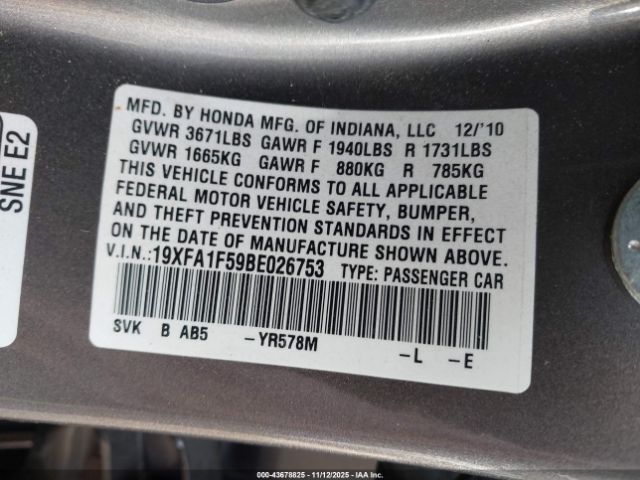 SNE E2
MFD. BY HONDA MFG. OF INDIANA, LLC 12/'10
GVWR 3671LBS GAWR F 1940LBS R 1731LBS
GVWR 1665KG GAWR F 880KG R 785KG
THIS VEHICLE CONFORMS TO ALL APPLICABLE
FEDERAL MOTOR VEHICLE SAFETY, BUMPER,
AND THEFT PREVENTION STANDARDS IN EFFECT
ON THE DATE OF MANUFACTURE SHOWN ABOVE.
V.I.N.:19XFA1F59BE026753 TYPE: PASSENGER CAR
SVK B AB5 -YR578M -L -E
000-43678825 - 11/12/2025 - IAAI.COM